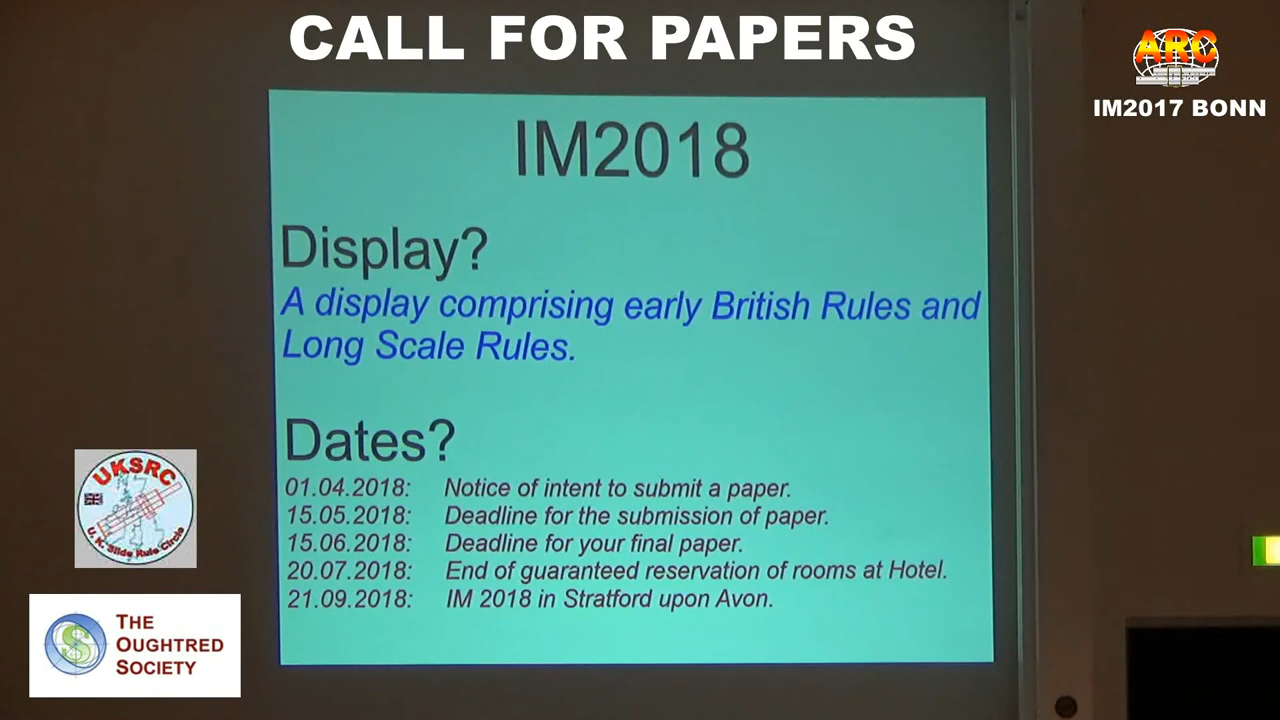 CALL FOR PAPERS
ARC
IM2017 BONN
IM2018
Display?
A display comprising early British Rules and
Long Scale Rules.
Dates?
01.04.2018: Notice of intent to submit a paper.
15.05.2018: Deadline for the submission of paper.
15.06.2018: Deadline for your final paper.
20.07.2018: End of guaranteed reservation of rooms at Hotel.
21.09.2018: IM 2018 in Stratford upon Avon.
UKSRC
U. K. Slide Rule Circle
THE
OUGHTRED
SOCIETY